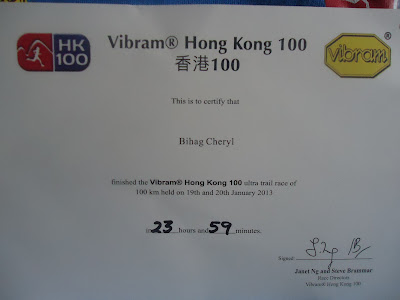 HK
100
Vibram® Hong Kong 100
香港100
vibram
®
This is to certify that
Bihag Cheryl
finished the Vibram® Hong Kong 100 ultra trail race of
100 km held on 19th and 20th January 2013
in 23 hours and 59 minutes.
Signed:
Janet Ng and Steve Brammar
Race Directors
Vibram® Hong Kong 100